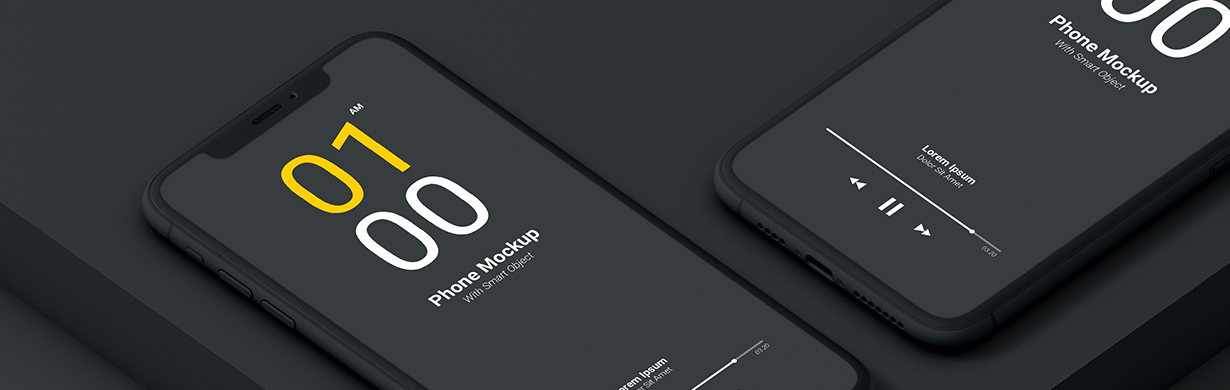 AM
01
00
Phone Mockup
With Smart Object
Lorem Ipsum
Dolor Sit Amet
03:20
00
Phone Mockup
With Smart Object
Lorem Ipsum
Dolor Sit Amet
03:20